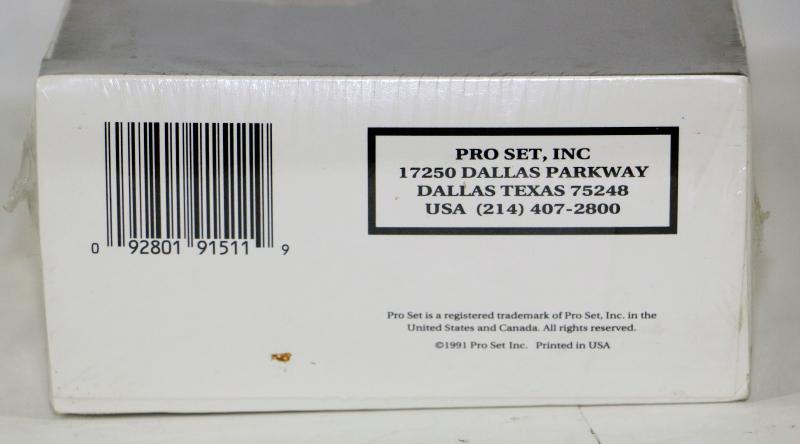 PRO SET, INC
17250 DALLAS PARKWAY
DALLAS TEXAS 75248
USA (214) 407-2800
0 92801 91511 9
Pro Set is a registered trademark of Pro Set, Inc. in the
United States and Canada. All rights reserved.
©1991 Pro Set Inc. Printed in USA